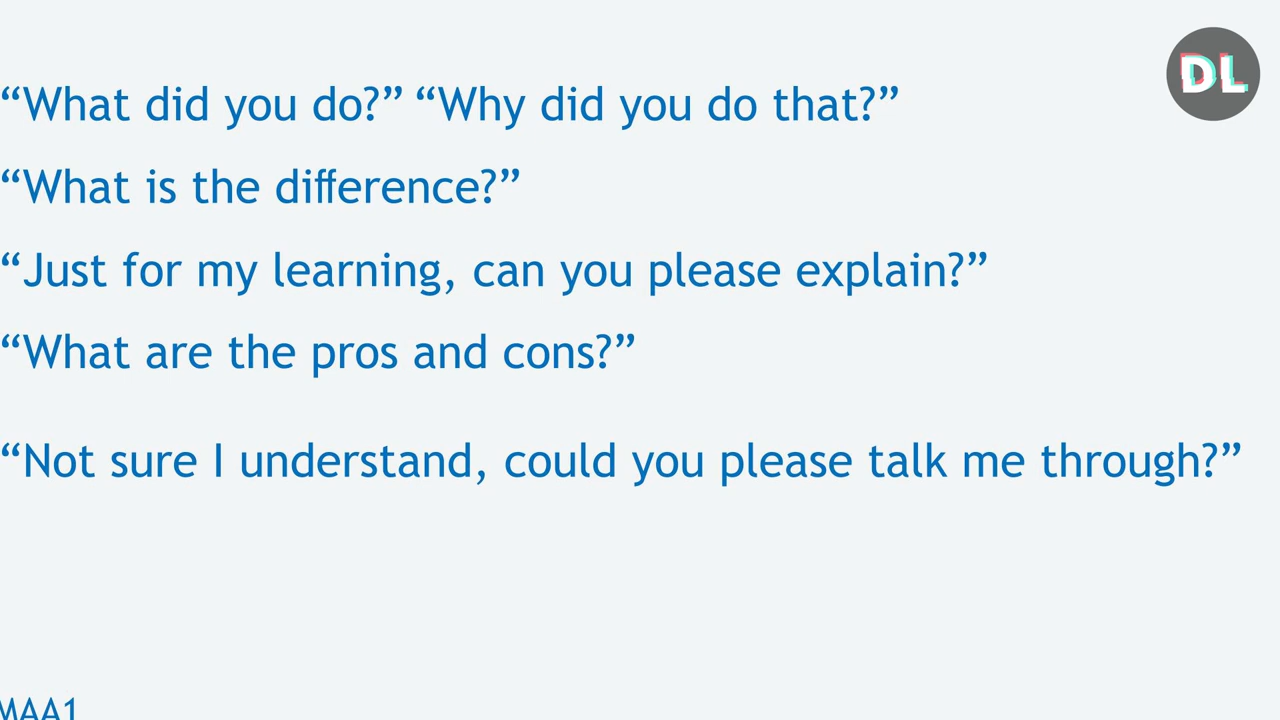 “What did you do?” “Why did you do that?”
“What is the difference?”
“Just for my learning, can you please explain?”
“What are the pros and cons?”
“Not sure I understand, could you please talk me through?”
MAA1
DL